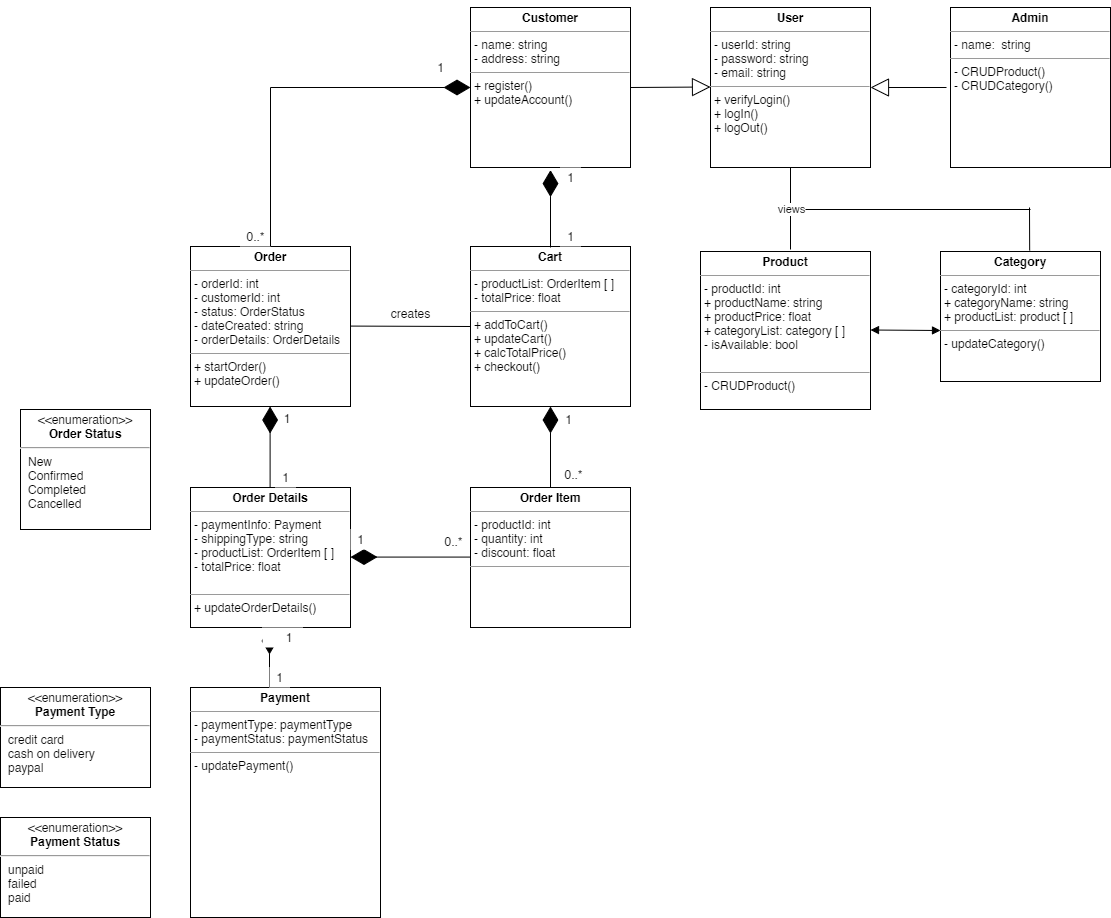 Customer
- name: string
- address: string
+ register()
+ updateAccount()
User
- userId: string
- password: string
- email: string
+ verifyLogin()
+ logIn()
+ logOut()
Admin
- name:  string
- CRUDProduct()
- CRUDCategory()
1
1
views
0..*
1
Order
- orderId: int
- customerId: int
- status: OrderStatus
- dateCreated: string
- orderDetails: OrderDetails
+ startOrder()
+ updateOrder()
creates
Cart
- productList: OrderItem [ ]
- totalPrice: float
+ addToCart()
+ updateCart()
+ calcTotalPrice()
+ checkout()
Product
- productId: int
+ productName: string
+ productPrice: float
+ categoryList: category [ ]
- isAvailable: bool
- CRUDProduct()
Category
- categoryId: int
+ categoryName: string
+ productList: product [ ]
- updateCategory()
<<enumeration>>
Order Status
New
Confirmed
Completed
Cancelled
1
1
1
0..*
Order Details
- paymentInfo: Payment
- shippingType: string
- productList: OrderItem [ ]
- totalPrice: float
+ updateOrderDetails()
1
0..*
Order Item
- productId: int
- quantity: int
- discount: float
1
1
<<enumeration>>
Payment Type
credit card
cash on delivery
paypal
Payment
- paymentType: paymentType
- paymentStatus: paymentStatus
- updatePayment()
<<enumeration>>
Payment Status
unpaid
failed
paid